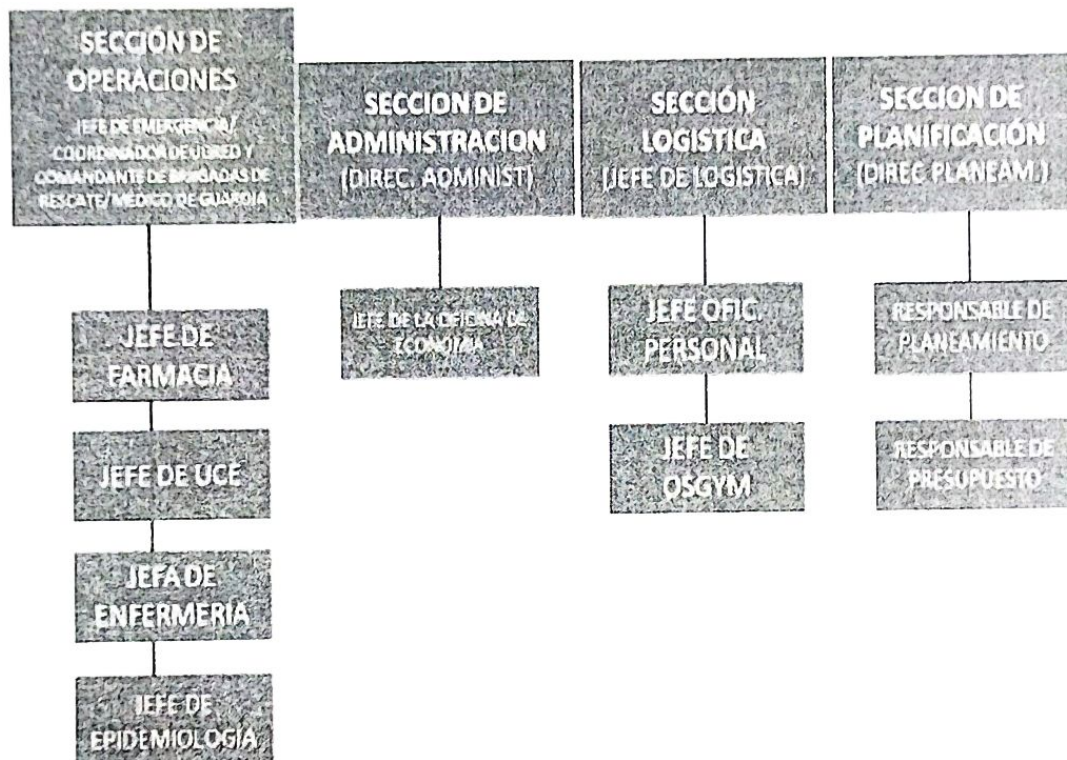 SECCIÓN DE
OPERACIONES
JEFE DE EMERGENCIA/
COORDINADOR DE UGRED Y
COMANDANTE DE BRIGADAS DE
RESCATE/ MEDICO DE GUARDIA
JEFE DE
FARMACIA
JEFE DE UCE
JEFA DE
ENFERMERIA
JEFE DE
EPIDEMIOLOGÍA
SECCION DE
ADMINISTRACION
(DIREC. ADMINIST)
JEFE DE LA OFICINA DE
ECONOMIA
SECCIÓN
LOGISTICA
(JEFE DE LOGISTICA)
JEFE OFIC.
PERSONAL
JEFE DE
OSGYM
SECCION DE
PLANIFICACIÓN
(DIREC. PLANEAM.)
RESPONSABLE DE
PLANEAMIENTO
RESPONSABLE DE
PRESUPUESTO